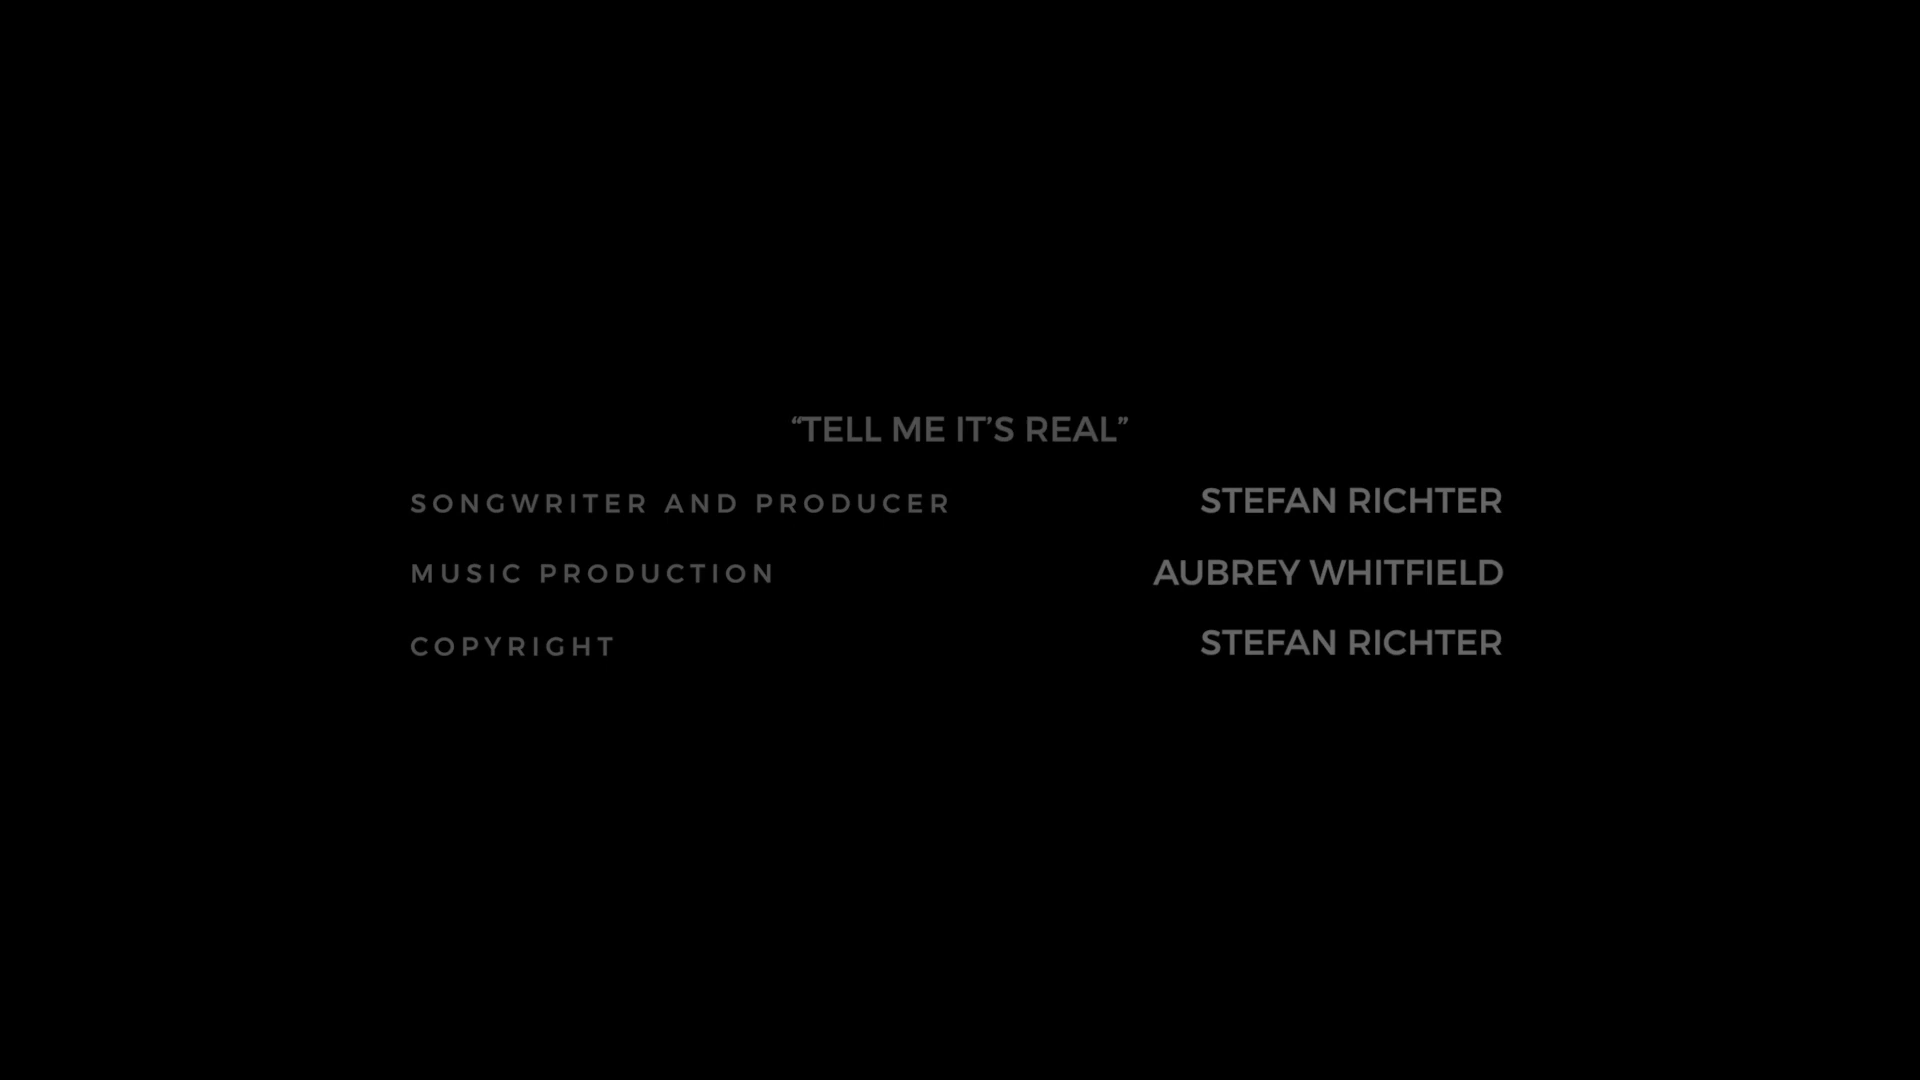 “TELL ME IT’S REAL”
SONGWRITER AND PRODUCER STEFAN RICHTER
MUSIC PRODUCTION AUBREY WHITFIELD
COPYRIGHT STEFAN RICHTER